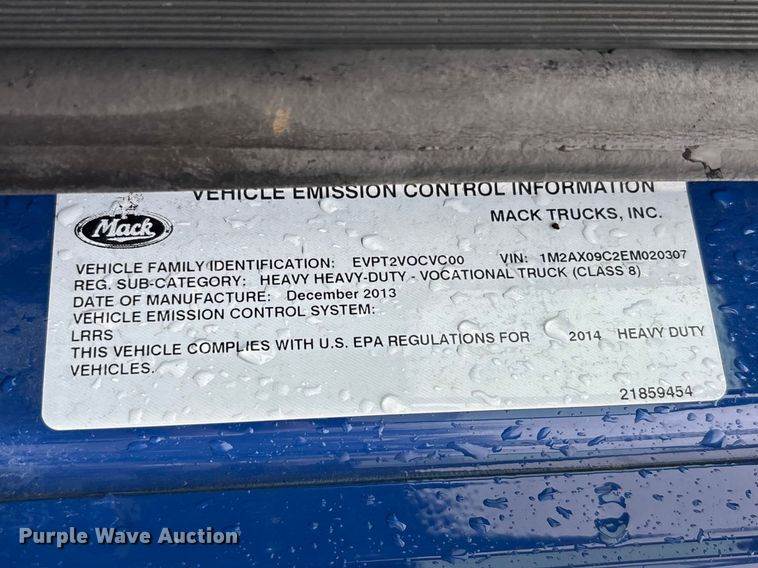 VEHICLE EMISSION CONTROL INFORMATION
Mack
MACK TRUCKS, INC.
VEHICLE FAMILY IDENTIFICATION: EVPT2VOCVC00 VIN: 1M2AX09C2EM020307
REG. SUB-CATEGORY: HEAVY HEAVY-DUTY - VOCATIONAL TRUCK (CLASS 8)
DATE OF MANUFACTURE: December 2013
VEHICLE EMISSION CONTROL SYSTEM:
LRRS
THIS VEHICLE COMPLIES WITH U.S. EPA REGULATIONS FOR 2014 HEAVY DUTY
VEHICLES.
21859454
Purple Wave Auction